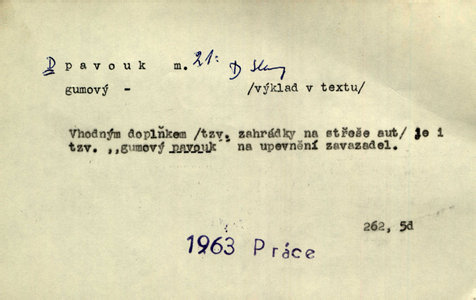 D pavouk m. 21: D
gumový - /výklad v textu/
Vhodným doplňkem /tzv. zahrádky na střeše aut/ je i
tzv. ,,gumový pavouk" na upevnění zavazadel.
262, 5d
1963 Práce